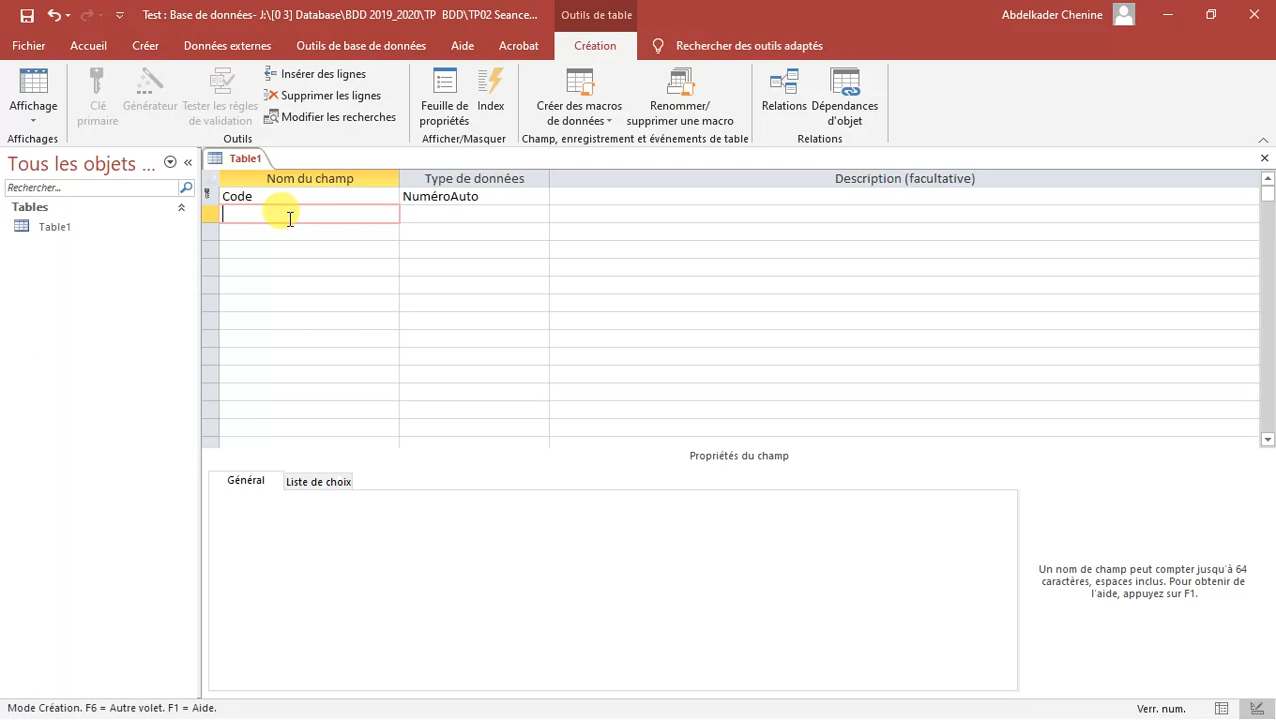 Test : Base de données- J:\[0 3] Database\BDD 2019_2020\TP BDD\TP02 Seance...
Outils de table
Abdelkader Chenine
Fichier
Accueil
Créer
Données externes
Outils de base de données
Aide
Acrobat
Création
Rechercher des outils adaptés
Affichage
Clé primaire
Générateur
Tester les règles de validation
Insérer des lignes
Supprimer les lignes
Modifier les recherches
Feuille de propriétés
Index
Créer des macros de données
Renommer/ supprimer une macro
Relations
Dépendances d'objet
Affichages
Outils
Afficher/Masquer
Champ, enregistrement et événements de table
Relations
Tous les objets ...
Rechercher...
Tables
Table1
Table1
Nom du champ
Type de données
Description (facultative)
Code
NuméroAuto
Propriétés du champ
Général
Liste de choix
Un nom de champ peut compter jusqu'à 64
caractères, espaces inclus. Pour obtenir de
l'aide, appuyez sur F1.
Mode Création. F6 = Autre volet. F1 = Aide.
Verr. num.